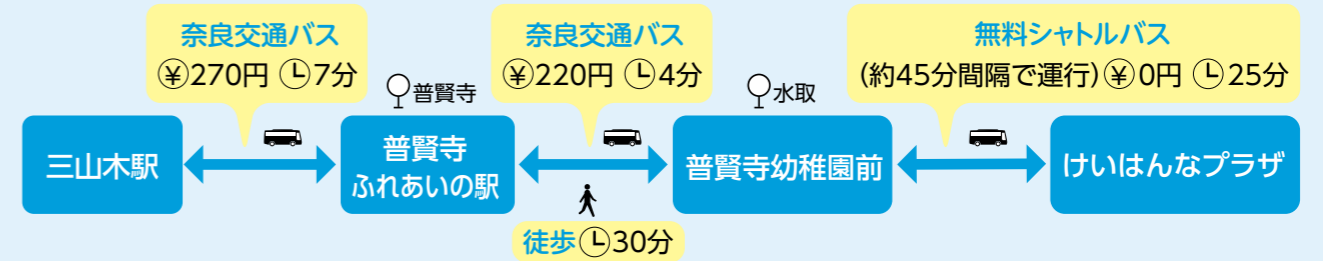 奈良交通バス
¥270円 7分
奈良交通バス
¥220円 4分
無料シャトルバス
(約45分間隔で運行)¥0円 25分
普賢寺
水取
三山木駅
普賢寺
ふれあいの駅
普賢寺幼稚園前
けいはんなプラザ
徒歩30分